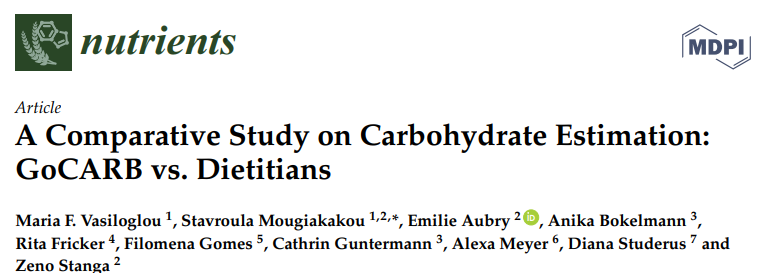 nutrients
MDPI
Article
A Comparative Study on Carbohydrate Estimation:
GoCARB vs. Dietitians
Maria F. Vasiloglou 1, Stavroula Mougiakakou 1,2,*, Emilie Aubry 2 iD, Anika Bokelmann 3,
Rita Fricker 4, Filomena Gomes 5, Cathrin Guntermann 3, Alexa Meyer 6, Diana Studerus 7 and
Zeno Stanga 2